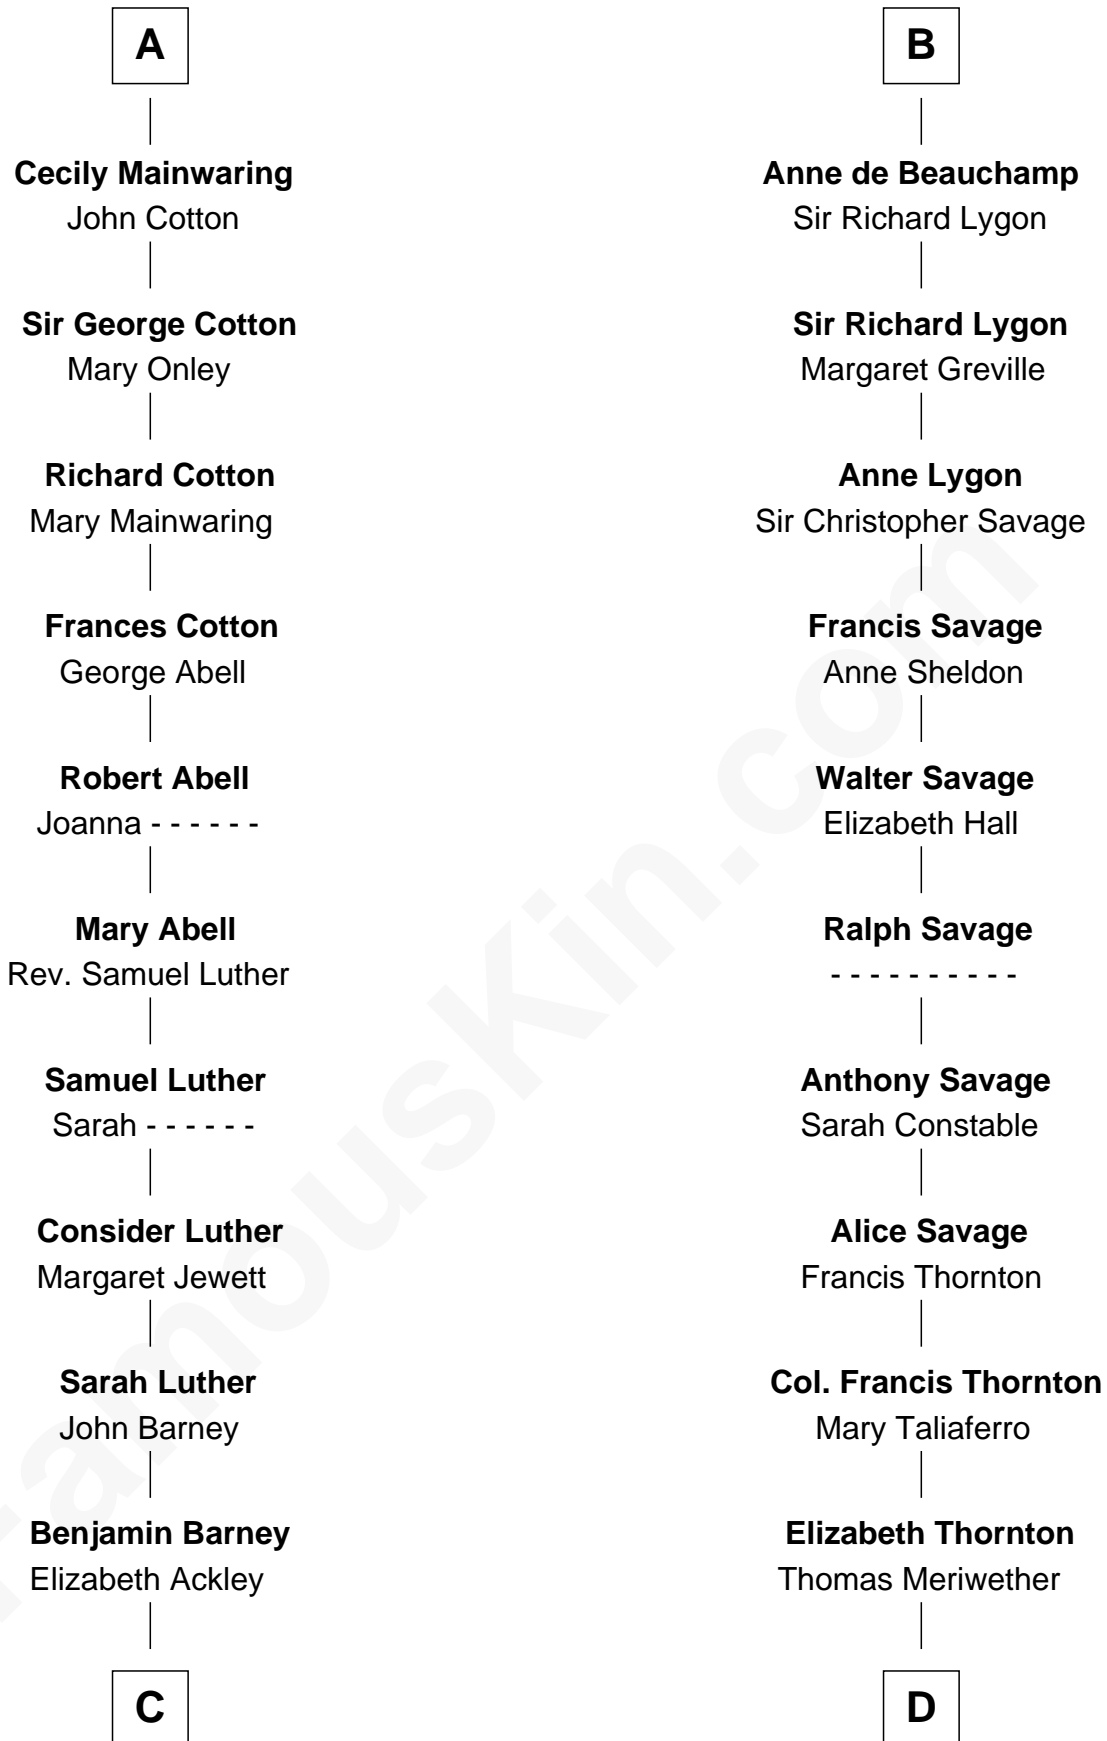 A
Cecily Mainwaring
John Cotton
Sir George Cotton
Mary Onley
Richard Cotton
Mary Mainwaring
Frances Cotton
George Abell
Robert Abell
Joanna - - - - - -
Mary Abell
Rev. Samuel Luther
Samuel Luther
Sarah - - - - - -
Consider Luther
Margaret Jewett
Sarah Luther
John Barney
Benjamin Barney
Elizabeth Ackley
C
B
Anne de Beauchamp
Sir Richard Lygon
Sir Richard Lygon
Margaret Greville
Anne Lygon
Sir Christopher Savage
Francis Savage
Anne Sheldon
Walter Savage
Elizabeth Hall
Ralph Savage
- - - - - - - - - -
Anthony Savage
Sarah Constable
Alice Savage
Francis Thornton
Col. Francis Thornton
Mary Taliaferro
Elizabeth Thornton
Thomas Meriwether
D
FamousKin.com